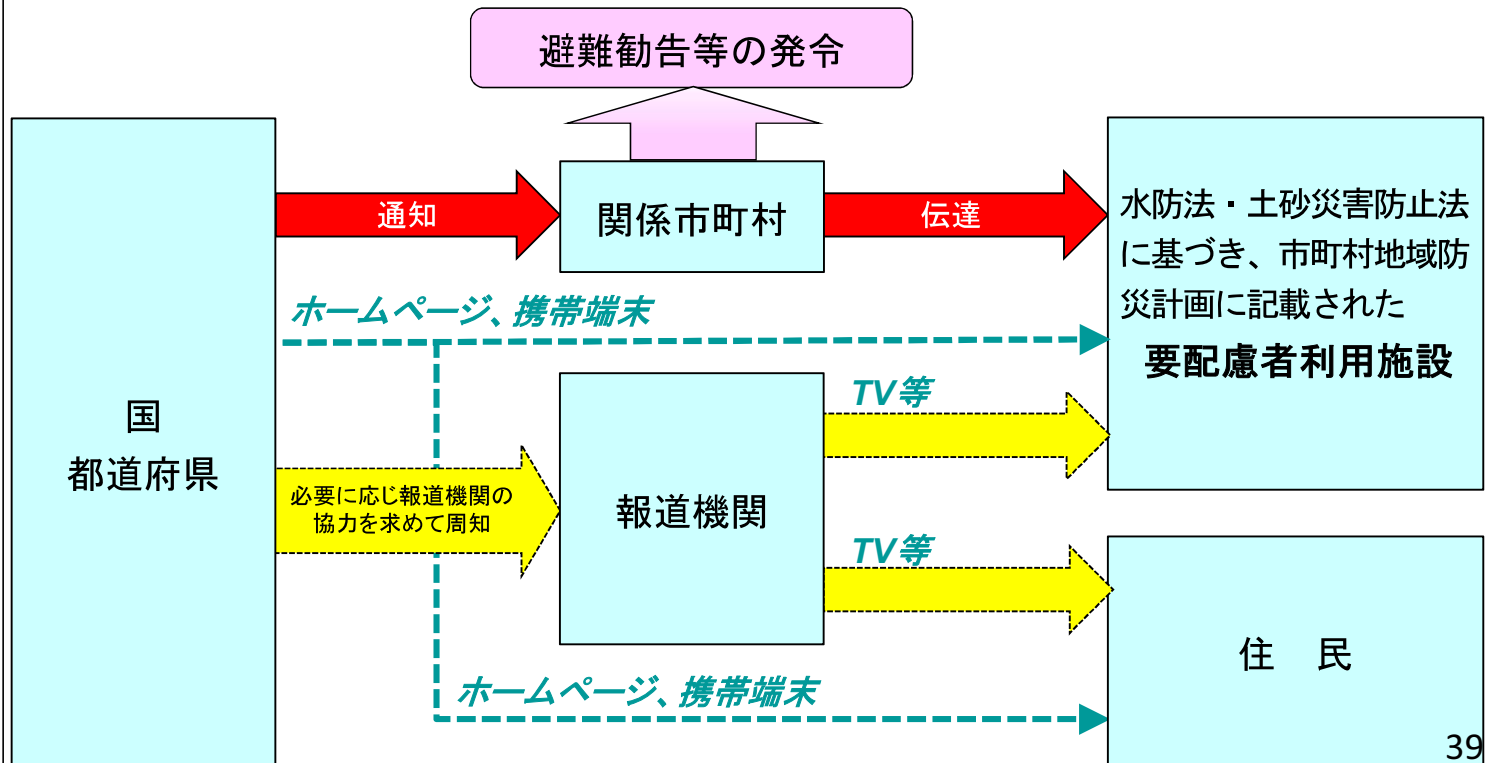 避難勧告等の発令
通知
関係市町村
伝達
水防法・土砂災害防止法
に基づき、市町村地域防
災計画に記載された
要配慮者利用施設
ホームページ、携帯端末
国
都道府県
必要に応じ報道機関の
協力を求めて周知
報道機関
TV等
TV等
ホームページ、携帯端末
住　民
39